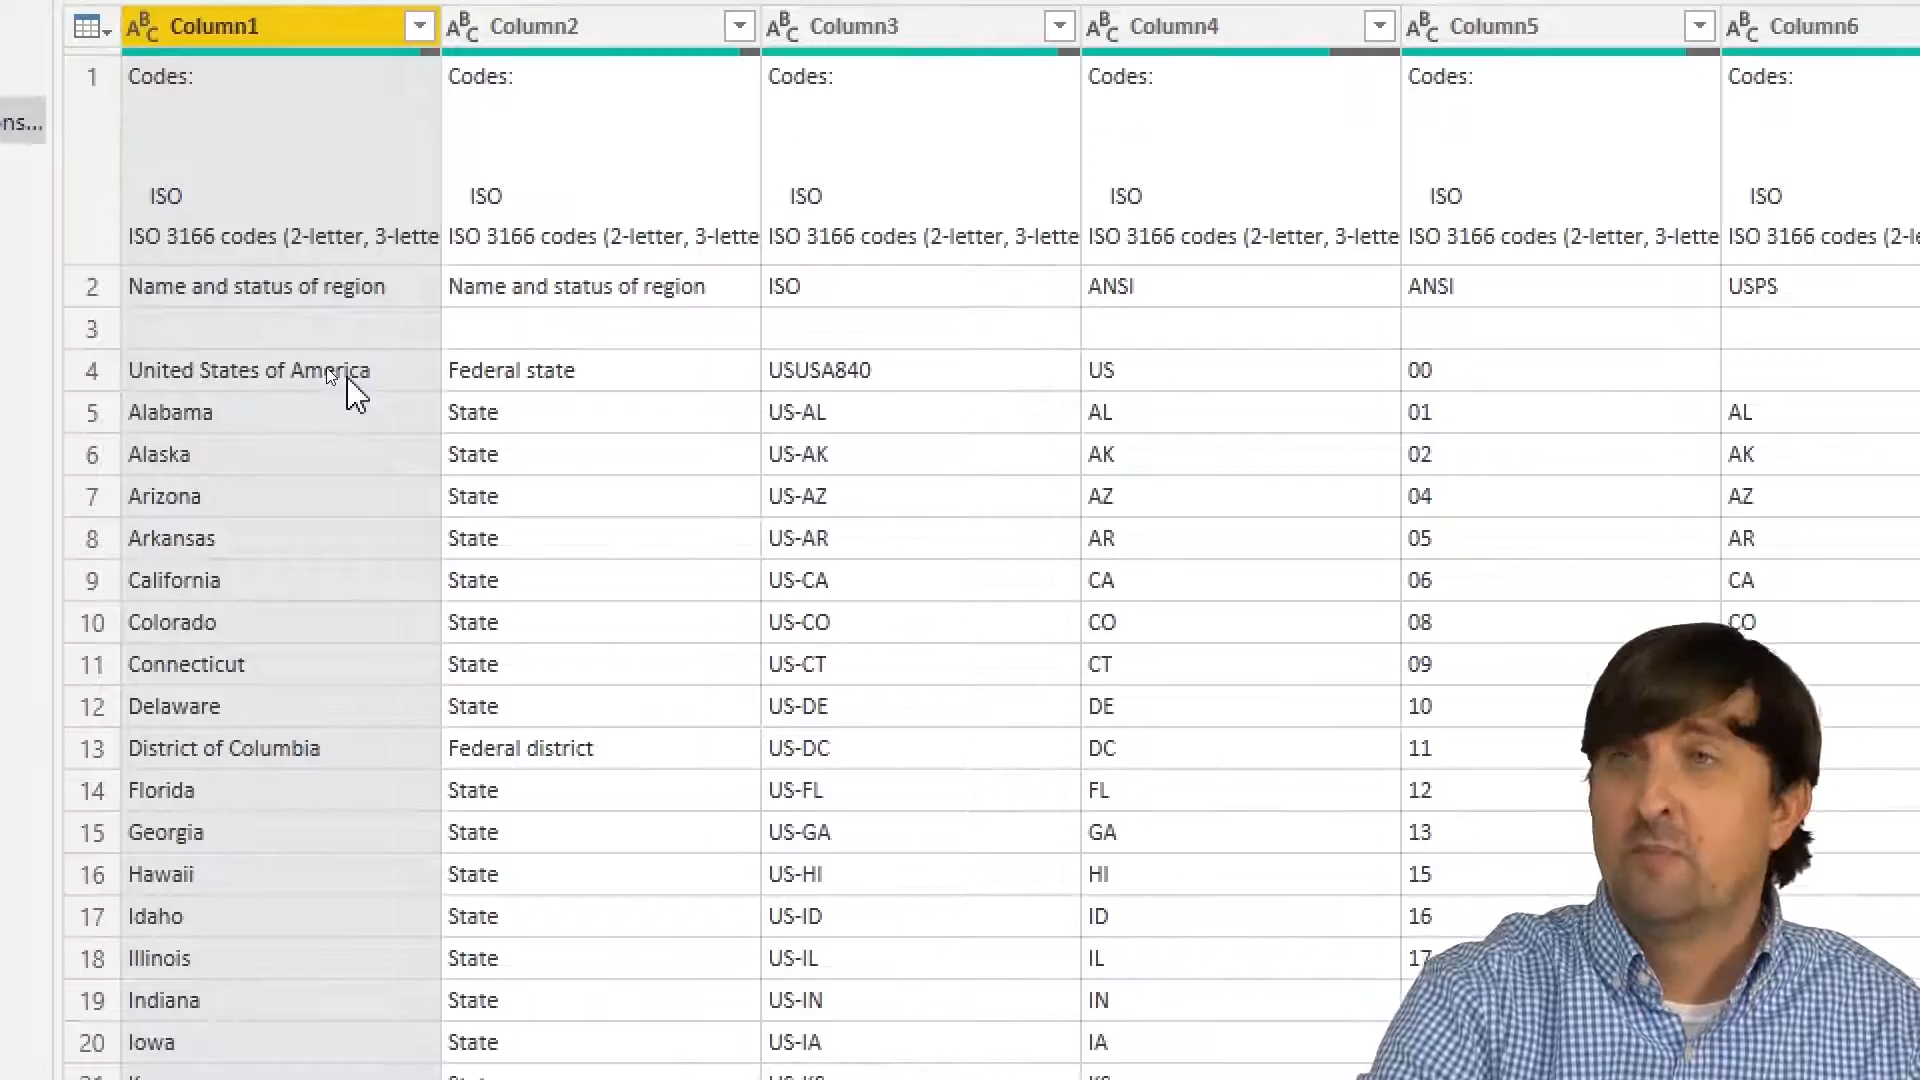 ABC Column1 ABC Column2 ABC Column3 ABC Column4 ABC Column5 ABC Column6
ons...
1 Codes: Codes: Codes: Codes: Codes: Codes:
ISO ISO ISO ISO ISO ISO
ISO 3166 codes (2-letter, 3-lette ISO 3166 codes (2-letter, 3-lette ISO 3166 codes (2-letter, 3-lette ISO 3166 codes (2-letter, 3-lette ISO 3166 codes (2-letter, 3-lette ISO 3166 codes (2-l
2 Name and status of region Name and status of region ISO ANSI ANSI USPS
3
4 United States of America Federal state USUSA840 US 00
5 Alabama State US-AL AL 01 AL
6 Alaska State US-AK AK 02 AK
7 Arizona State US-AZ AZ 04 AZ
8 Arkansas State US-AR AR 05 AR
9 California State US-CA CA 06 CA
10 Colorado State US-CO CO 08 CO
11 Connecticut State US-CT CT 09
12 Delaware State US-DE DE 10
13 District of Columbia Federal district US-DC DC 11
14 Florida State US-FL FL 12
15 Georgia State US-GA GA 13
16 Hawaii State US-HI HI 15
17 Idaho State US-ID ID 16
18 Illinois State US-IL IL 17
19 Indiana State US-IN IN
20 Iowa State US-IA IA